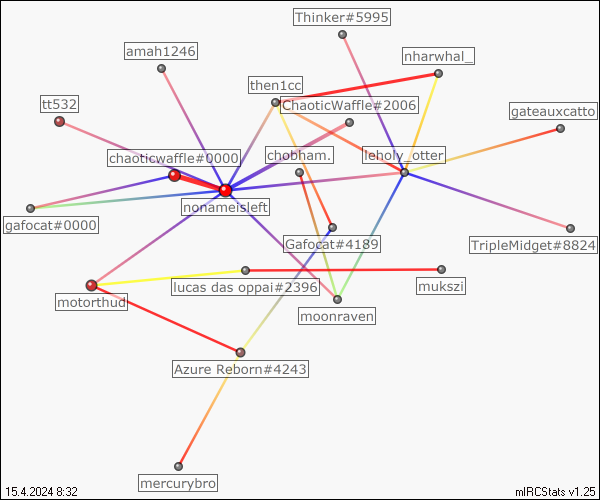 Thinker#5995
amah1246
nharwhal_
then1cc
ChaoticWaffle#2006
tt532
gateauxcatto
chaoticwaffle#0000
chobham.
leholy_otter
nonameisleft
gafocat#0000
Gafocat#4189
TripleMidget#8824
lucas das oppai#2396
mukszi
motorthud
moonraven
Azure Reborn#4243
mercurybro
15.4.2024 8:32
mIRCStats v1.25